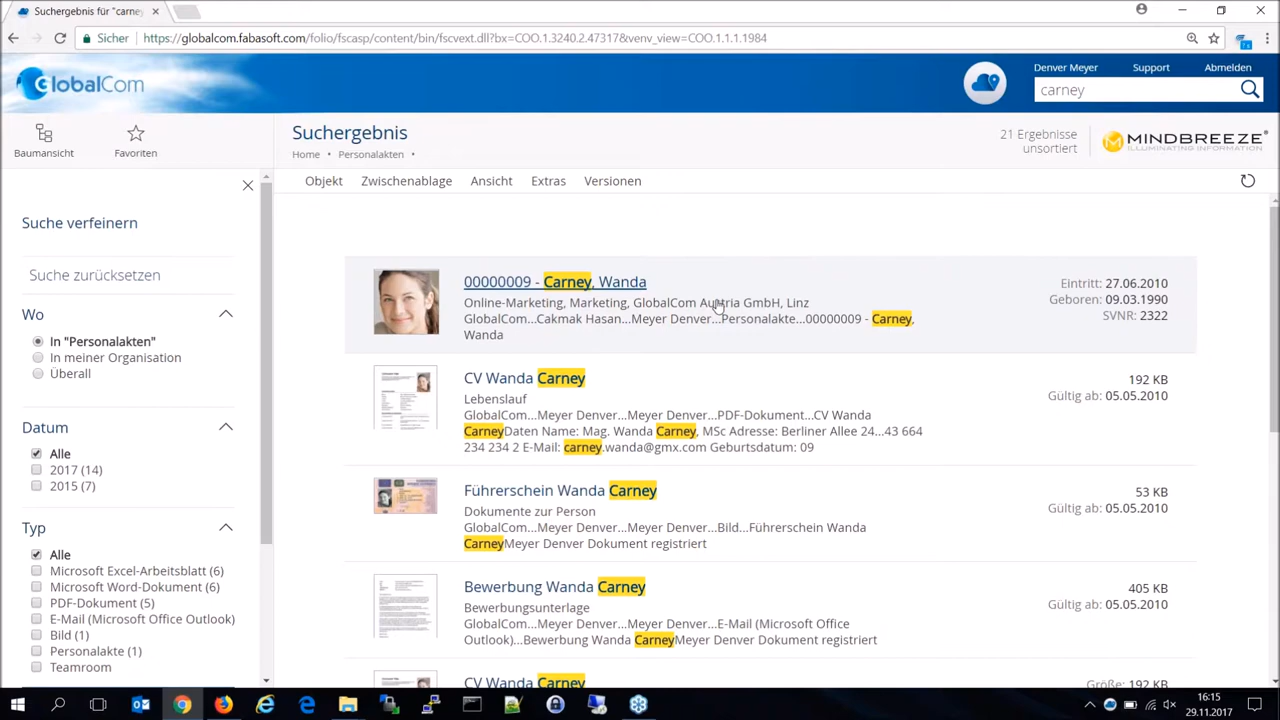 Suchergebnis für "carney
Sicher
https://globalcom.fabasoft.com/folio/fscasp/content/bin/fscvext.dll?bx=COO.1.3240.2.47317&venv_view=COO.1.1.1.1984
GlobalCom
Denver Meyer
Support
Abmelden
carney
Baumansicht
Favoriten
Suchergebnis
Home • Personalakten •
21 Ergebnisse
unsortiert
MINDBREEZE®
ILLUMINATING INFORMATION
Objekt
Zwischenablage
Ansicht
Extras
Versionen
Suche verfeinern
Suche zurücksetzen
Wo
In "Personalakten"
In meiner Organisation
Überall
Datum
Alle
2017 (14)
2015 (7)
Typ
Alle
Microsoft Excel-Arbeitsblatt (6)
Microsoft Word-Dokument (6)
PDF-Dokument (5)
E-Mail (Microsoft Office Outlook)
Bild (1)
Personalakte (1)
Teamroom
00000009 - Carney, Wanda
Online-Marketing, Marketing, GlobalCom Austria GmbH, Linz
GlobalCom...Cakmak Hasan...Meyer Denver...Personalakte...00000009 - Carney,
Wanda
Eintritt: 27.06.2010
Geboren: 09.03.1990
SVNR: 2322
CV Wanda Carney
Lebenslauf
GlobalCom...Meyer Denver...Meyer Denver...PDF-Dokument...CV Wanda
CarneyDaten Name: Mag. Wanda Carney, MSc Adresse: Berliner Allee 24...43 664
234 234 2 E-Mail: carney.wanda@gmx.com Geburtsdatum: 09
192 KB
Gültig ab: 05.05.2010
Führerschein Wanda Carney
Dokumente zur Person
GlobalCom...Meyer Denver...Meyer Denver...Bild...Führerschein Wanda
CarneyMeyer Denver Dokument registriert
53 KB
Gültig ab: 05.05.2010
Bewerbung Wanda Carney
Bewerbungsunterlage
GlobalCom...Meyer Denver...Meyer Denver...E-Mail (Microsoft Office
Outlook)...Bewerbung Wanda CarneyMeyer Denver Dokument registriert
405 KB
Gültig ab: 05.05.2010
CV Wanda Carney
Größe: 192 KB
16:15
29.11.2017